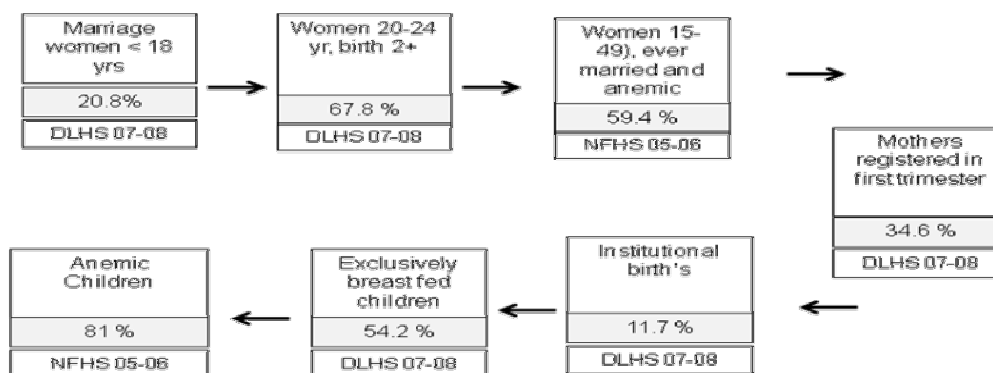 Marriage
women < 18
yrs
20.8%
DLHS 07-08
Women 20-24
yr, birth 2+
67.8 %
DLHS 07-08
Women 15-
49), ever
married and
anemic
59.4 %
NFHS 05-06
Mothers
registered in
first trimester
34.6 %
DLHS 07-08
Institutional
birth's
11.7 %
DLHS 07-08
Exclusively
breast fed
children
54.2 %
DLHS 07-08
Anemic
Children
81 %
NFHS 05-06